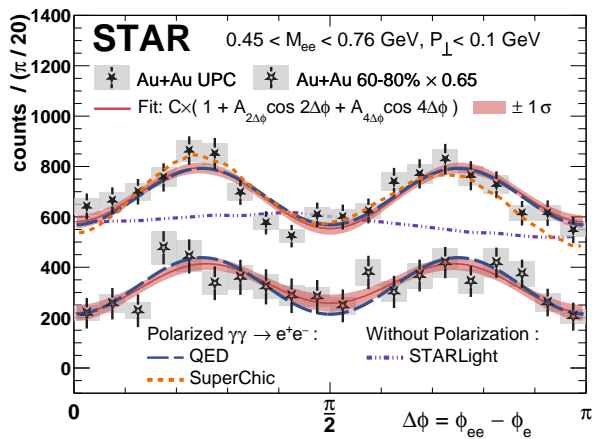 STAR 0.45 < M_ee < 0.76 GeV, P_⊥ < 0.1 GeV
Au+Au UPC Au+Au 60-80% × 0.65
Fit: C×( 1 + A_2Δϕ cos 2Δϕ + A_4Δϕ cos 4Δϕ ) ± 1σ
counts / (π / 20)
1400
1200
1000
800
600
400
200
0
Polarized γγ → e⁺e⁻ : Without Polarization :
QED STARLight
SuperChic
0 π/2 π
Δϕ = ϕ_ee − ϕ_e